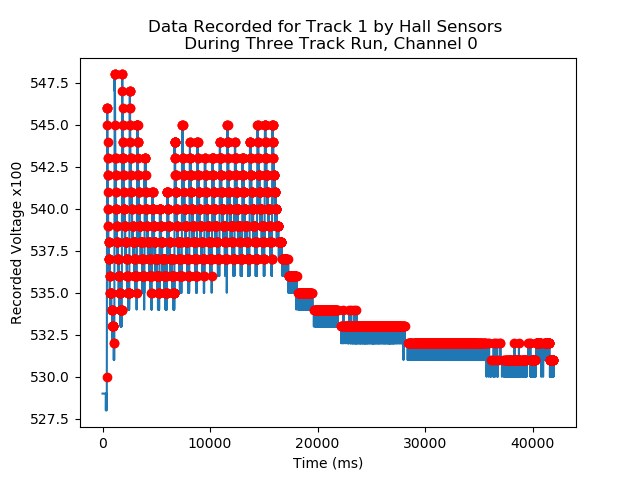 Data Recorded for Track 1 by Hall Sensors
During Three Track Run, Channel 0
547.5
545.0
542.5
540.0
537.5
535.0
532.5
530.0
527.5
Recorded Voltage x100
0 10000 20000 30000 40000
Time (ms)